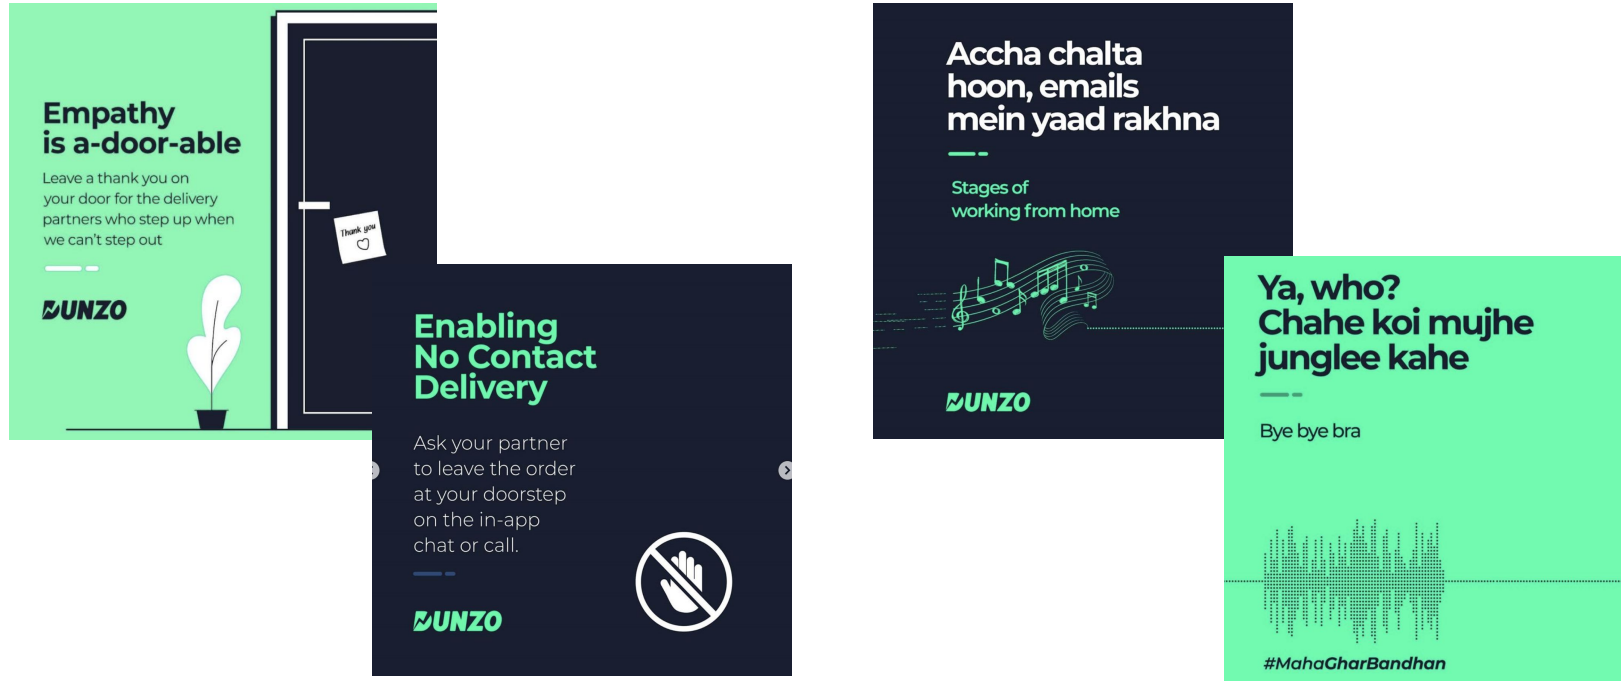 Empathy
is a-door-able
Leave a thank you on
your door for the delivery
partners who step up when
we can't step out
DUNZO
Thank you
Enabling
No Contact
Delivery
Ask your partner
to leave the order
at your doorstep
on the in-app
chat or call.
DUNZO
Accha chalta
hoon, emails
mein yaad rakhna
Stages of
working from home
DUNZO
Ya, who?
Chahe koi mujhe
junglee kahe
Bye bye bra
#MahaGharBandhan